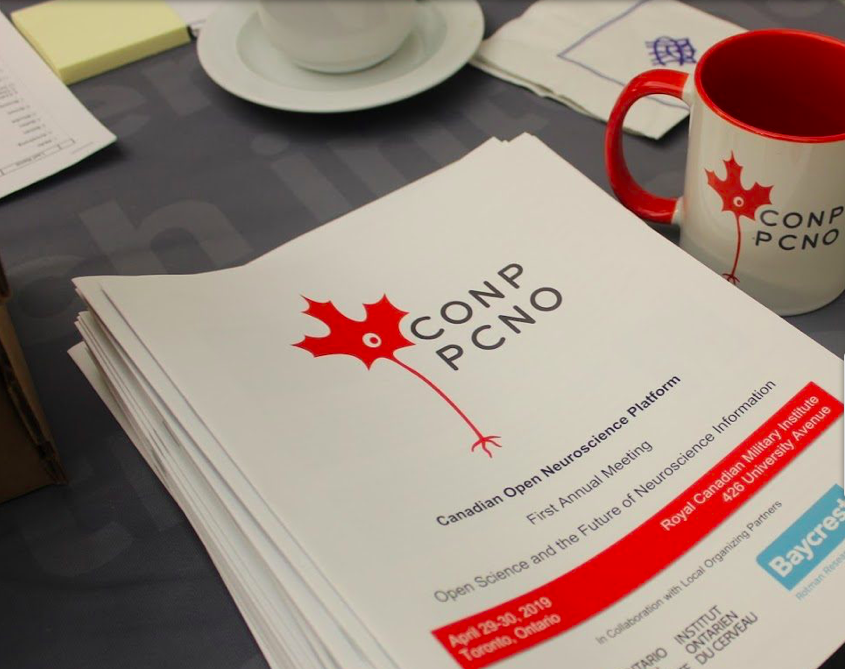 CONP
PCNO
CONP
PCNO
Canadian Open Neuroscience Platform
First Annual Meeting
Open Science and the Future of Neuroscience Information
Royal Canadian Military Institute
426 University Avenue
April 29-30, 2019
Toronto, Ontario
In Collaboration with Local Organizing Partners
Baycrest
Rotman
INSTITUT
ONTARIEN
DU CERVEAU